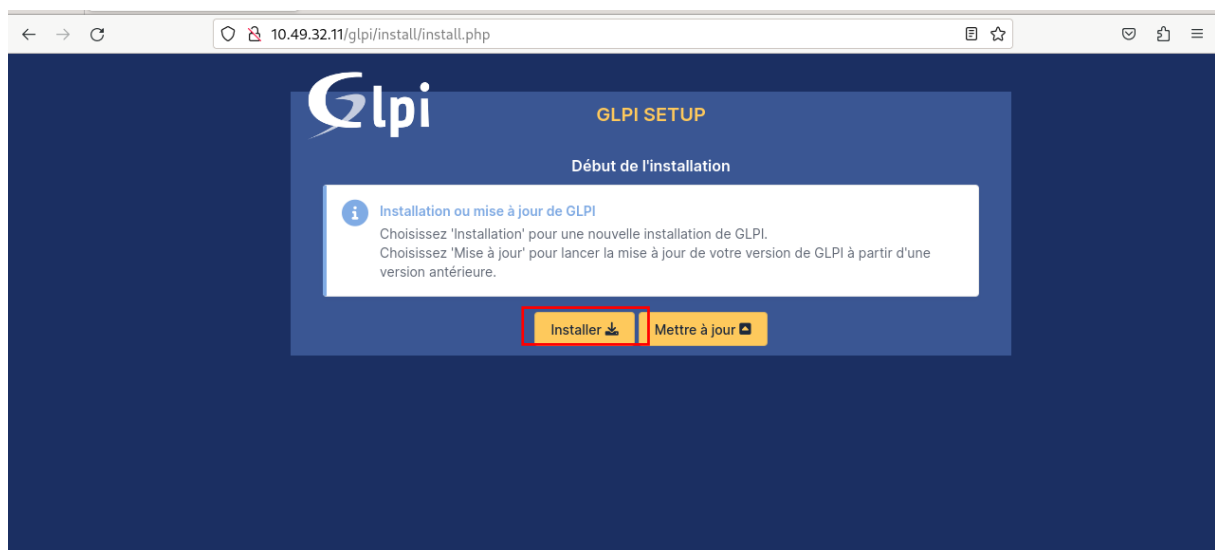 10.49.32.11/glpi/install/install.php
Glpi
GLPI SETUP
Début de l'installation
Installation ou mise à jour de GLPI
Choisissez 'Installation' pour une nouvelle installation de GLPI.
Choisissez 'Mise à jour' pour lancer la mise à jour de votre version de GLPI à partir d'une
version antérieure.
Installer
Mettre à jour